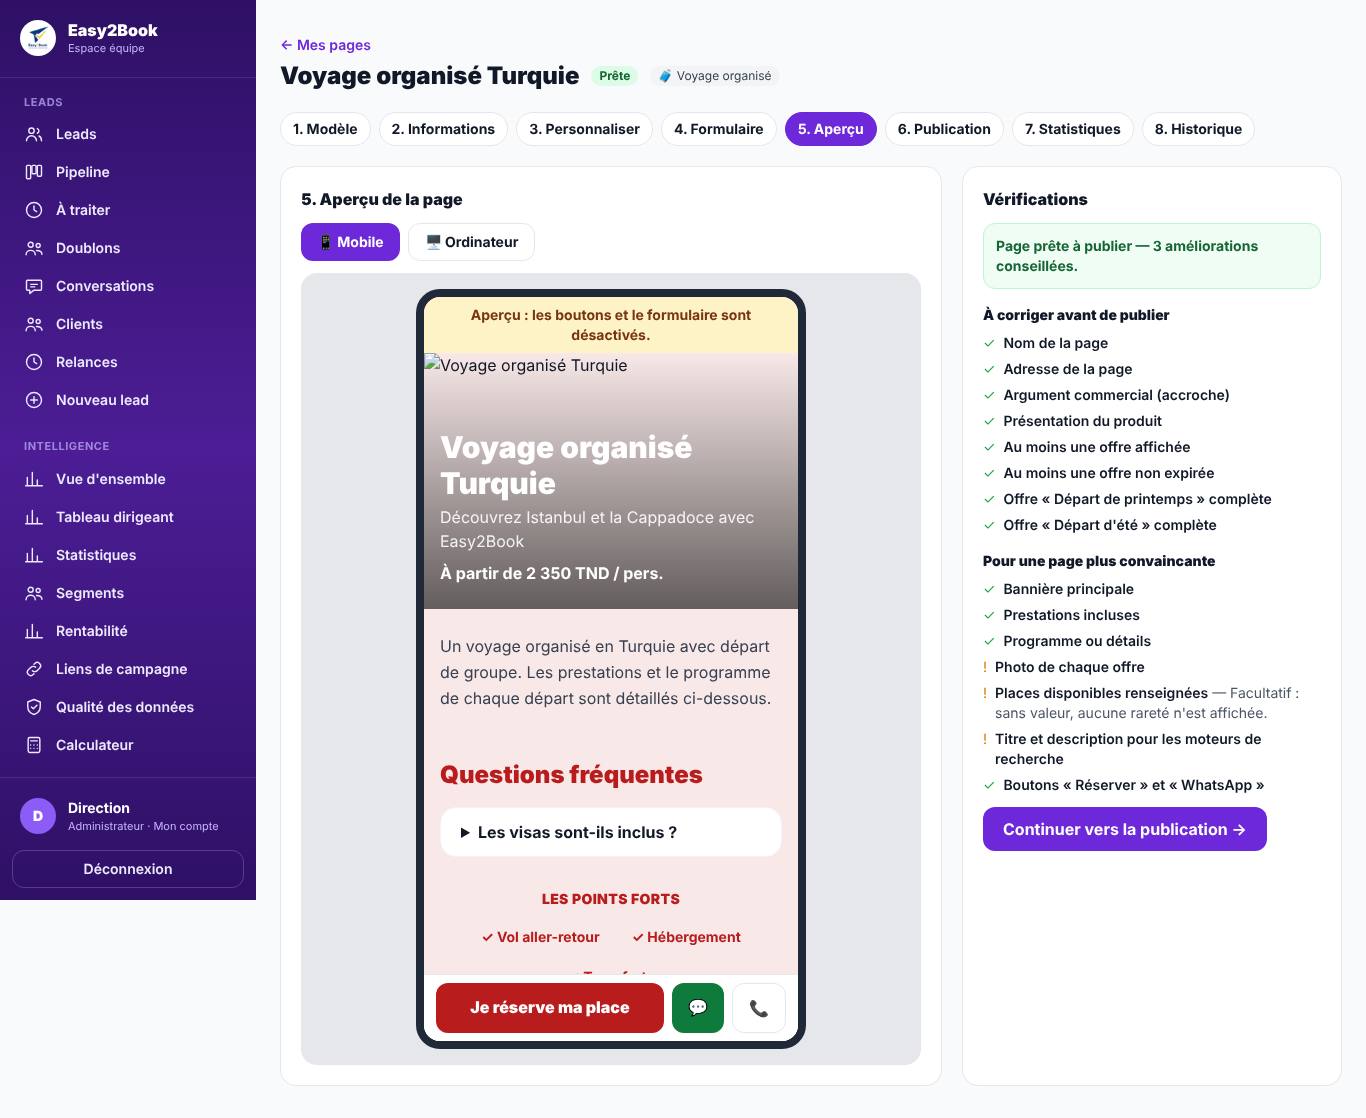 Easy2Book
Espace équipe
LEADS
Leads
Pipeline
À traiter
Doublons
Conversations
Clients
Relances
Nouveau lead
INTELLIGENCE
Vue d'ensemble
Tableau dirigeant
Statistiques
Segments
Rentabilité
Liens de campagne
Qualité des données
Calculateur
D
Direction
Administrateur · Mon compte
Déconnexion
← Mes pages
Voyage organisé Turquie
Prête
Voyage organisé
1. Modèle
2. Informations
3. Personnaliser
4. Formulaire
5. Aperçu
6. Publication
7. Statistiques
8. Historique
5. Aperçu de la page
Mobile
Ordinateur
Aperçu : les boutons et le formulaire sont
désactivés.
Voyage organisé Turquie
Voyage organisé
Turquie
Découvrez Istanbul et la Cappadoce avec
Easy2Book
À partir de 2 350 TND / pers.
Un voyage organisé en Turquie avec départ
de groupe. Les prestations et le programme
de chaque départ sont détaillés ci-dessous.
Questions fréquentes
▶ Les visas sont-ils inclus ?
LES POINTS FORTS
✓ Vol aller-retour
✓ Hébergement
Je réserve ma place
Vérifications
Page prête à publier — 3 améliorations
conseillées.
À corriger avant de publier
✓ Nom de la page
✓ Adresse de la page
✓ Argument commercial (accroche)
✓ Présentation du produit
✓ Au moins une offre affichée
✓ Au moins une offre non expirée
✓ Offre « Départ de printemps » complète
✓ Offre « Départ d'été » complète
Pour une page plus convaincante
✓ Bannière principale
✓ Prestations incluses
✓ Programme ou détails
! Photo de chaque offre
! Places disponibles renseignées — Facultatif :
sans valeur, aucune rareté n'est affichée.
! Titre et description pour les moteurs de
recherche
✓ Boutons « Réserver » et « WhatsApp »
Continuer vers la publication →